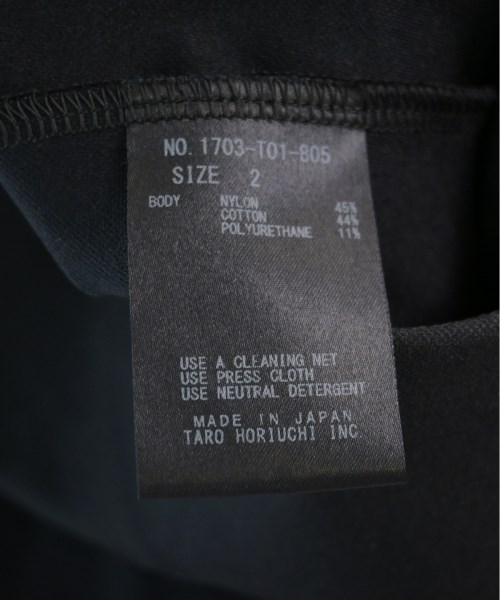 NO. 1703-T01-805
SIZE 2
BODY NYLON 45%
COTTON 44%
POLYURETHANE 11%
USE A CLEANING NET
USE PRESS CLOTH
USE NEUTRAL DETERGENT
MADE IN JAPAN
TARO HORIUCHI INC.